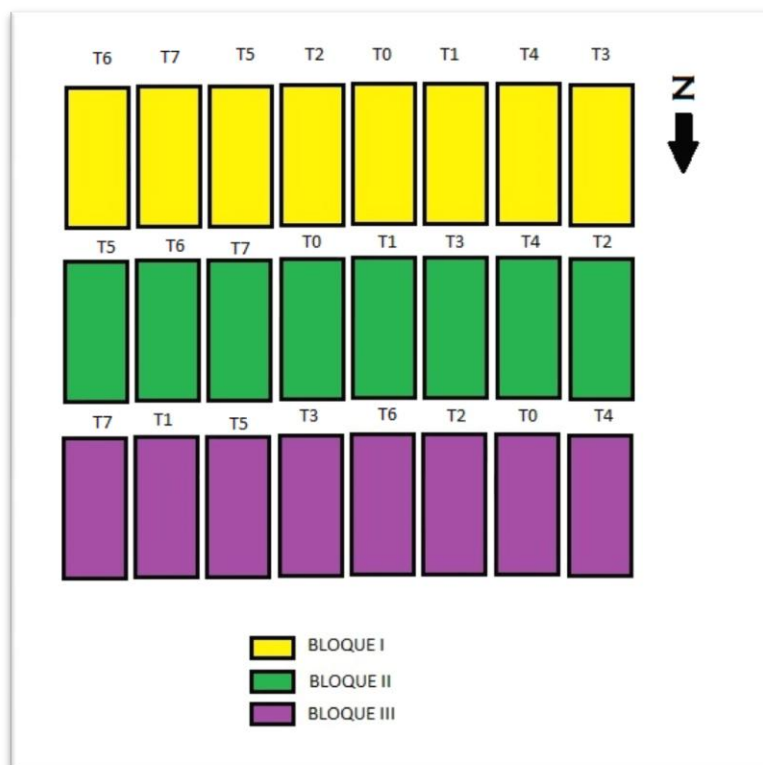 T6 T7 T5 T2 T0 T1 T4 T3
N
T5 T6 T7 T0 T1 T3 T4 T2
T7 T1 T5 T3 T6 T2 T0 T4
BLOQUE I
BLOQUE II
BLOQUE III